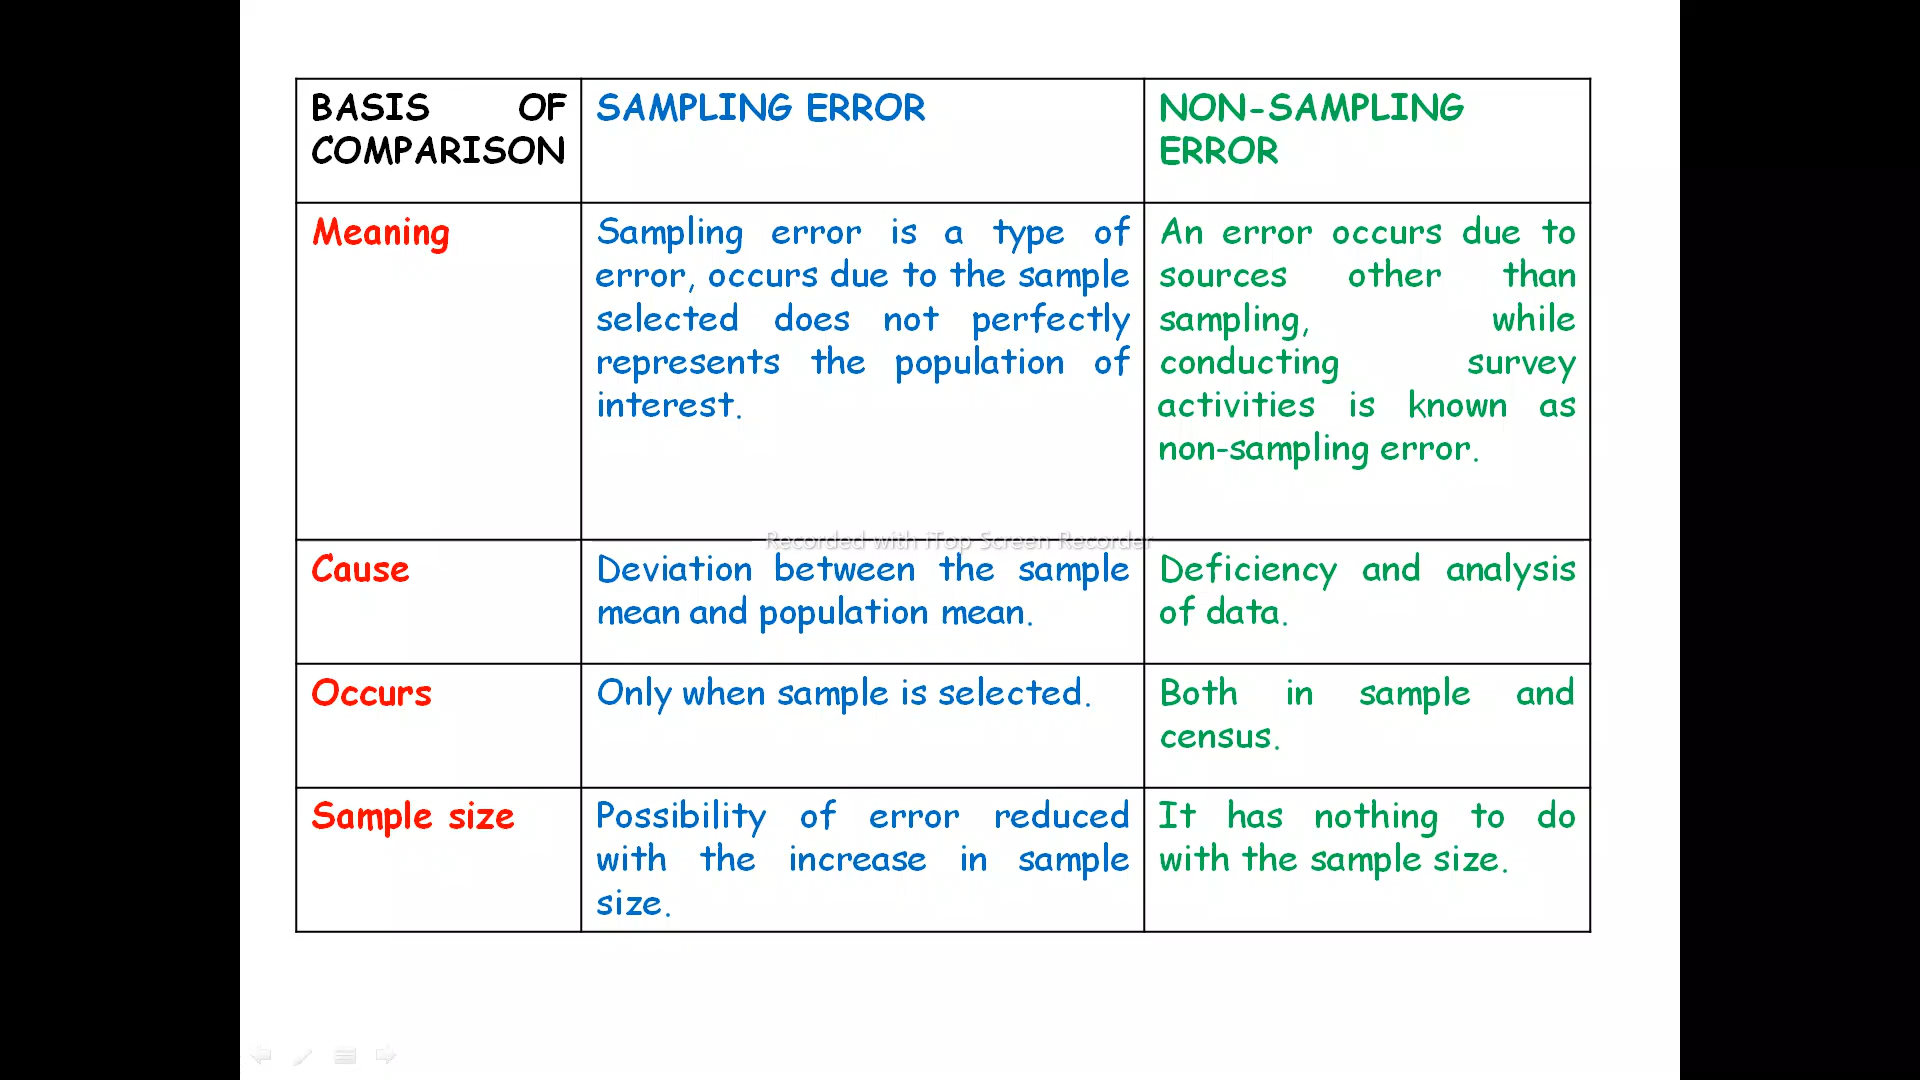 BASIS OF
COMPARISON
SAMPLING ERROR
NON-SAMPLING
ERROR
Meaning
Sampling error is a type of
error, occurs due to the sample
selected does not perfectly
represents the population of
interest.
An error occurs due to
sources other than
sampling, while
conducting survey
activities is known as
non-sampling error.
Recorded with iTop Screen Recorder
Cause
Deviation between the sample
mean and population mean.
Deficiency and analysis
of data.
Occurs
Only when sample is selected.
Both in sample and
census.
Sample size
Possibility of error reduced
with the increase in sample
size.
It has nothing to do
with the sample size.